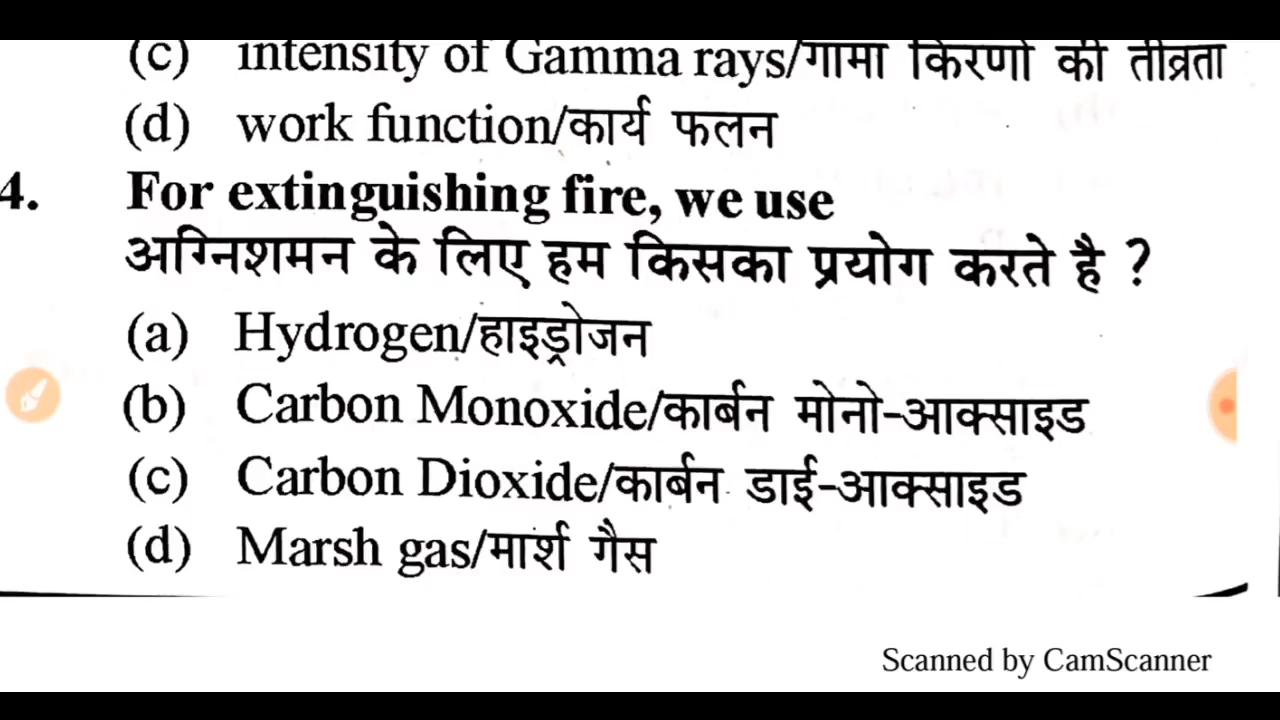 (c) intensity of Gamma rays/गामा किरणों की तीव्रता
(d) work function/कार्य फलन
4. For extinguishing fire, we use
अग्निशमन के लिए हम किसका प्रयोग करते है ?
(a) Hydrogen/हाइड्रोजन
(b) Carbon Monoxide/कार्बन मोनो-आक्साइड
(c) Carbon Dioxide/कार्बन डाई-आक्साइड
(d) Marsh gas/मार्श गैस
Scanned by CamScanner